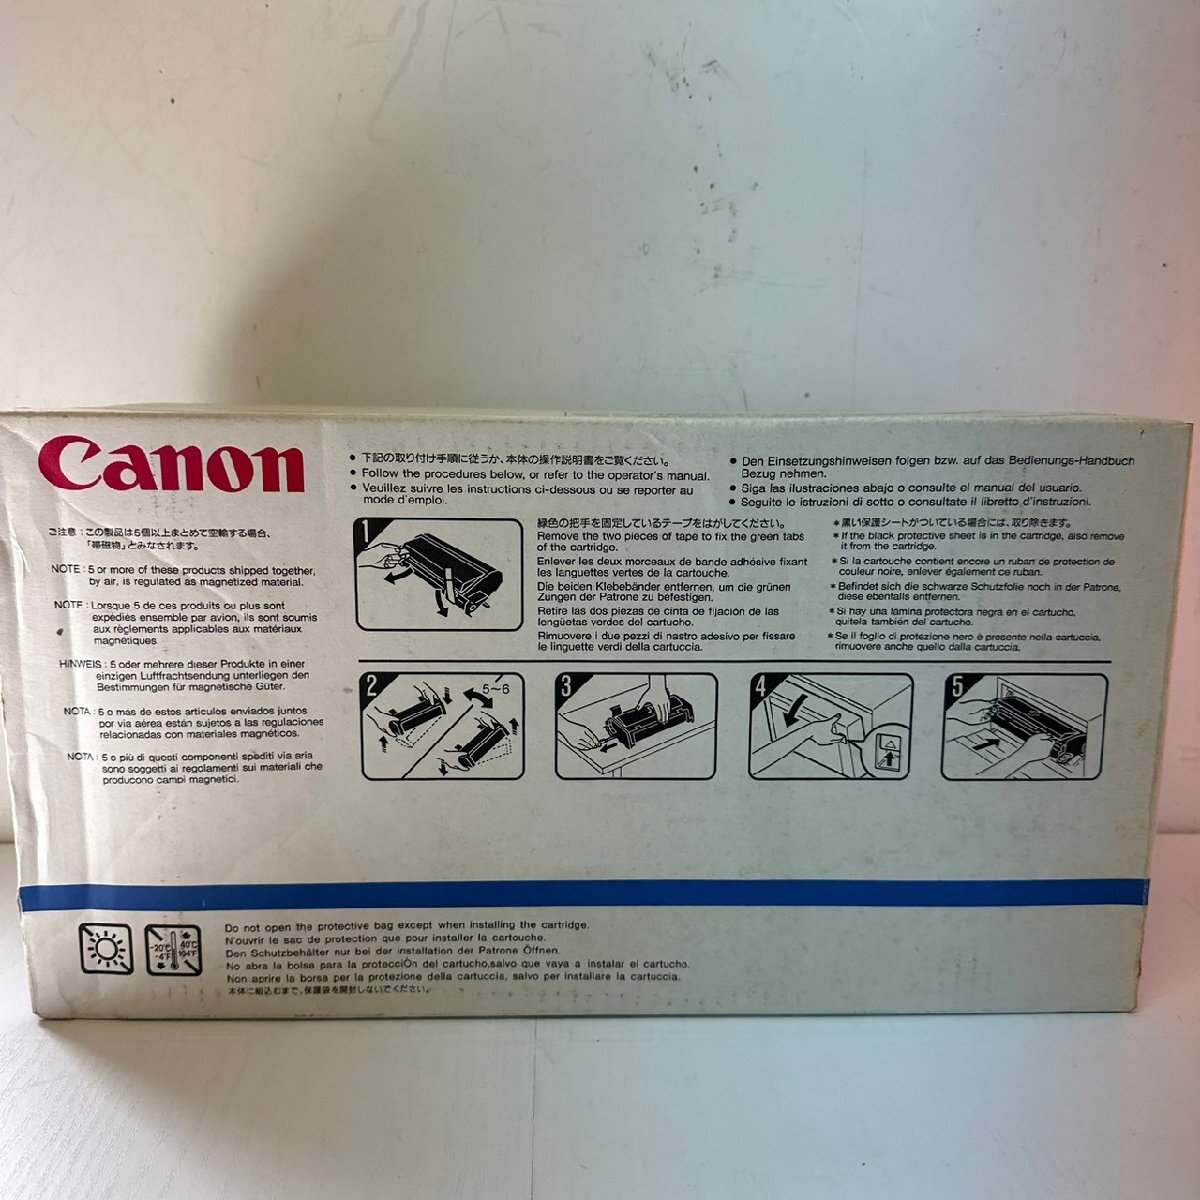 Canon
ご注意 : この製品は5個以上まとめて空輸する場合、
「帯磁物」とみなされます。
NOTE : 5 or more of these products shipped together,
by air, is regulated as magnetized material.
NOTE : Lorsque 5 de ces produits ou plus sont
expédiés ensemble par avion, ils sont soumis
aux règlements applicables aux matériaux
magnétiques.
HINWEIS : 5 oder mehrere dieser Produkte in einer
einzigen Luftfrachtsendung unterliegen den
Bestimmungen für magnetische Güter.
NOTA : 5 o mas de estos articulos enviados juntos
por via aérea están sujetos a las regulaciones
relacionadas con materiales magnéticos.
NOTA : 5 o più di questi componenti spediti via aria
sono soggetti ai regolamenti sui materiali che
producono campi magnetici.
• 下記の取り付け手順に従うか、本体の操作説明書をご覧ください。
• Follow the procedures below, or refer to the operator's manual.
• Veuillez suivre les instructions ci-dessous ou se reporter au
mode d'emploi.
• Den Einsetzungshinweisen folgen bzw. auf das Bedienungs-Handbuch
Bezug nehmen.
• Siga las ilustraciones abajo o consulte el manual del usuario.
• Seguite le istruzioni di sotto o consultate il libretto d'instruzioni.
1
緑色の把手を固定しているテープをはがしてください。
Remove the two pieces of tape to fix the green tabs
of the cartridge.
Enlever les deux morceaux de bande adhésive fixant
les languettes vertes de la cartouche.
Die beiden Klebebänder entfernen, um die grünen
Zungen der Patrone zu befestigen.
Retire las dos piezas de cinta de fijación de las
lengüetas verdes del cartucho.
Rimuovere i due pezzi di nastro adesivo per fissare
le linguette verdi della cartuccia.
* 黒い保護シートがついている場合には、取り除きます。
* If the black protective sheet is in the cartridge, also remove
it from the cartridge.
* Si la cartouche contient encore un ruban de protection de
couleur noire, enlever également ce ruban.
* Befindet sich die schwarze Schutzfolie noch in der Patrone,
diese ebenfalls entfernen.
* Si hay una lamina protectora negra en el cartucho,
quitela también del cartucho.
* Se il foglio di protezione nero è presente nella cartuccia,
rimuovere anche quello dalla cartuccia.
2
5~6
3
4
5
-20°C
-4°F
40°C
104°F
Do not open the protective bag except when installing the cartridge.
N'ouvrir le sac de protection que pour installer la cartouche.
Den Schutzbehälter nur bei der installation der Patrone Öffnen.
No abra la bolsa para la protecciÓn del cartucho,salvo que vaya a instalar el cartucho.
Non aprire la borsa per la protezione della cartuccia, salvo per installare la cartuccia.
本体に組込むまで、保護袋を開封しないでください。